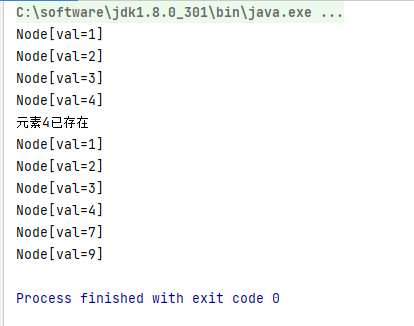 C:\software\jdk1.8.0_301\bin\java.exe ...
Node[val=1]
Node[val=2]
Node[val=3]
Node[val=4]
元素4已存在
Node[val=1]
Node[val=2]
Node[val=3]
Node[val=4]
Node[val=7]
Node[val=9]
Process finished with exit code 0